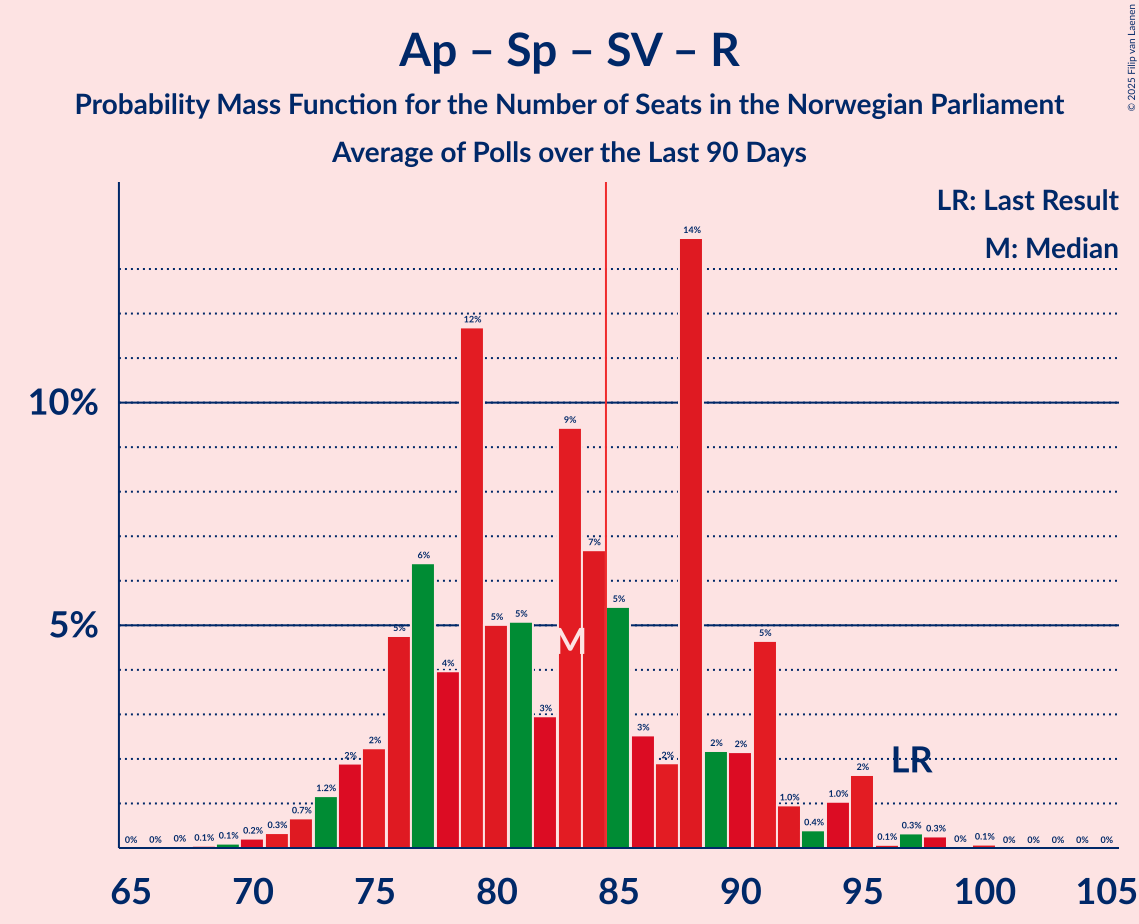 Ap – Sp – SV – R
Probability Mass Function for the Number of Seats in the Norwegian Parliament
Average of Polls over the Last 90 Days
© 2025 Filip van Laenen
LR: Last Result
M: Median
10%
5%
0% 0% 0% 0.1% 0.1% 0.2% 0.3% 0.7% 1.2% 2% 2% 5% 6% 4% 12% 5% 5% 3% 9% 7% 5% 3% 2% 14% 2% 2% 5% 1.0% 0.4% 1.0% 2% 0.1% 0.3% 0.3% 0% 0.1% 0% 0% 0% 0% 0%
M
LR
65 70 75 80 85 90 95 100 105